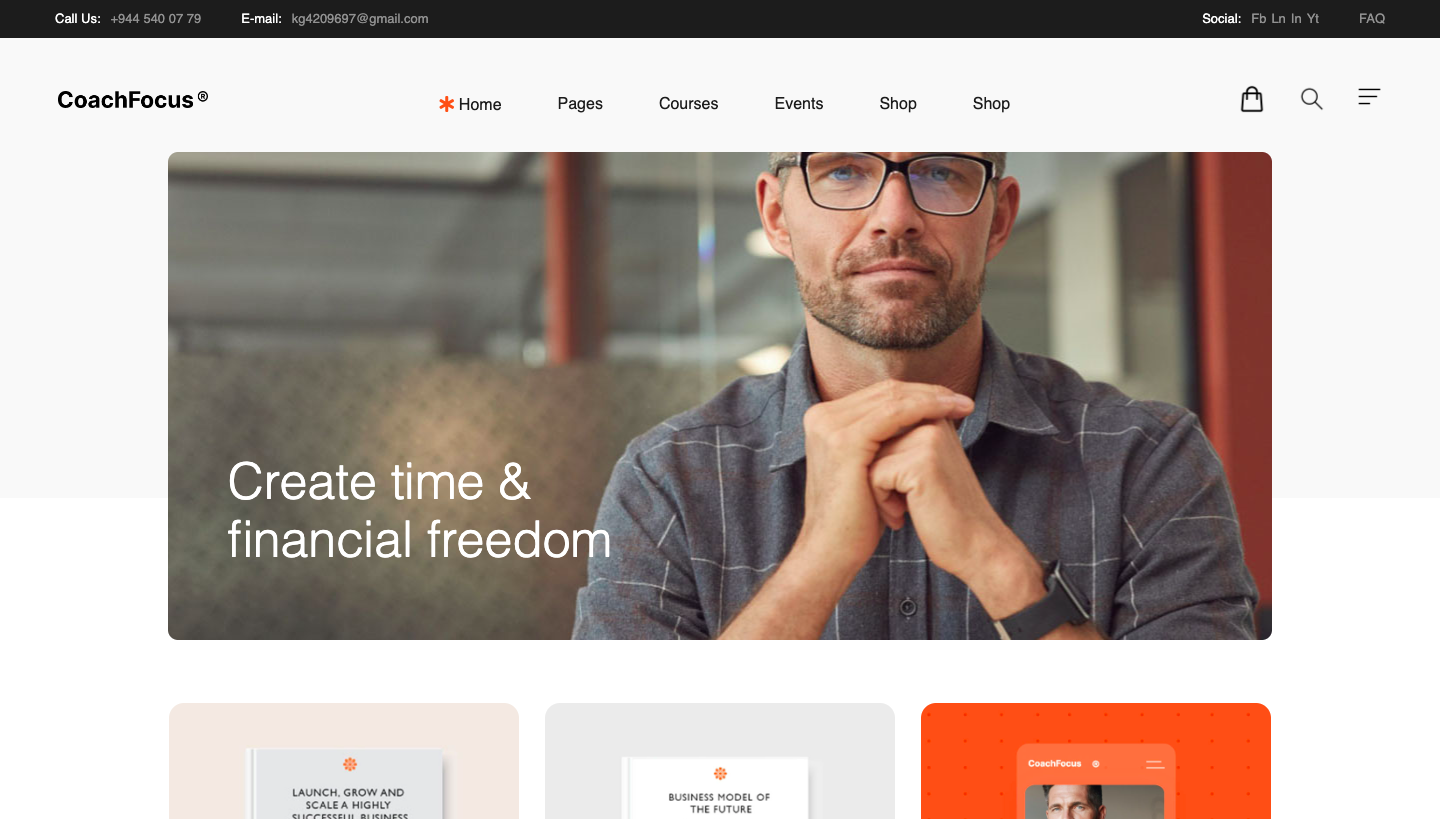 Call Us: +944 540 07 79 E-mail: kg4209697@gmail.com Social: Fb Ln In Yt FAQ
CoachFocus ® Home Pages Courses Events Shop Shop
Create time &
financial freedom
LAUNCH, GROW AND
SCALE A HIGHLY
SUCCESSFUL BUSINESS
BUSINESS MODEL OF
THE FUTURE
CoachFocus ®